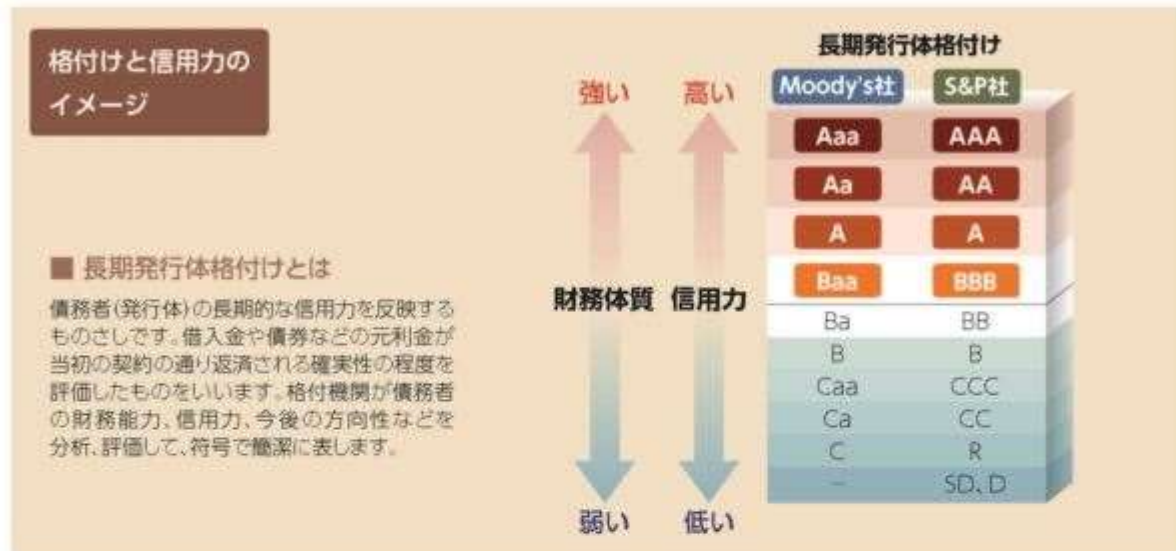 格付けと信用力の
イメージ
■ 長期発行体格付けとは
債務者(発行体)の長期的な信用力を反映する
ものさしです。借入金や債券などの元利金が
当初の契約の通り返済される確実性の程度を
評価したものをいいます。格付機関が債務者
の財務能力、信用力、今後の方向性などを
分析、評価して、符号で簡潔に表します。
長期発行体格付け
強い 高い Moody's社 S&P社
Aaa AAA
Aa AA
A A
Baa BBB
財務体質 信用力
Ba BB
B B
Caa CCC
Ca CC
C R
− SD、D
弱い 低い